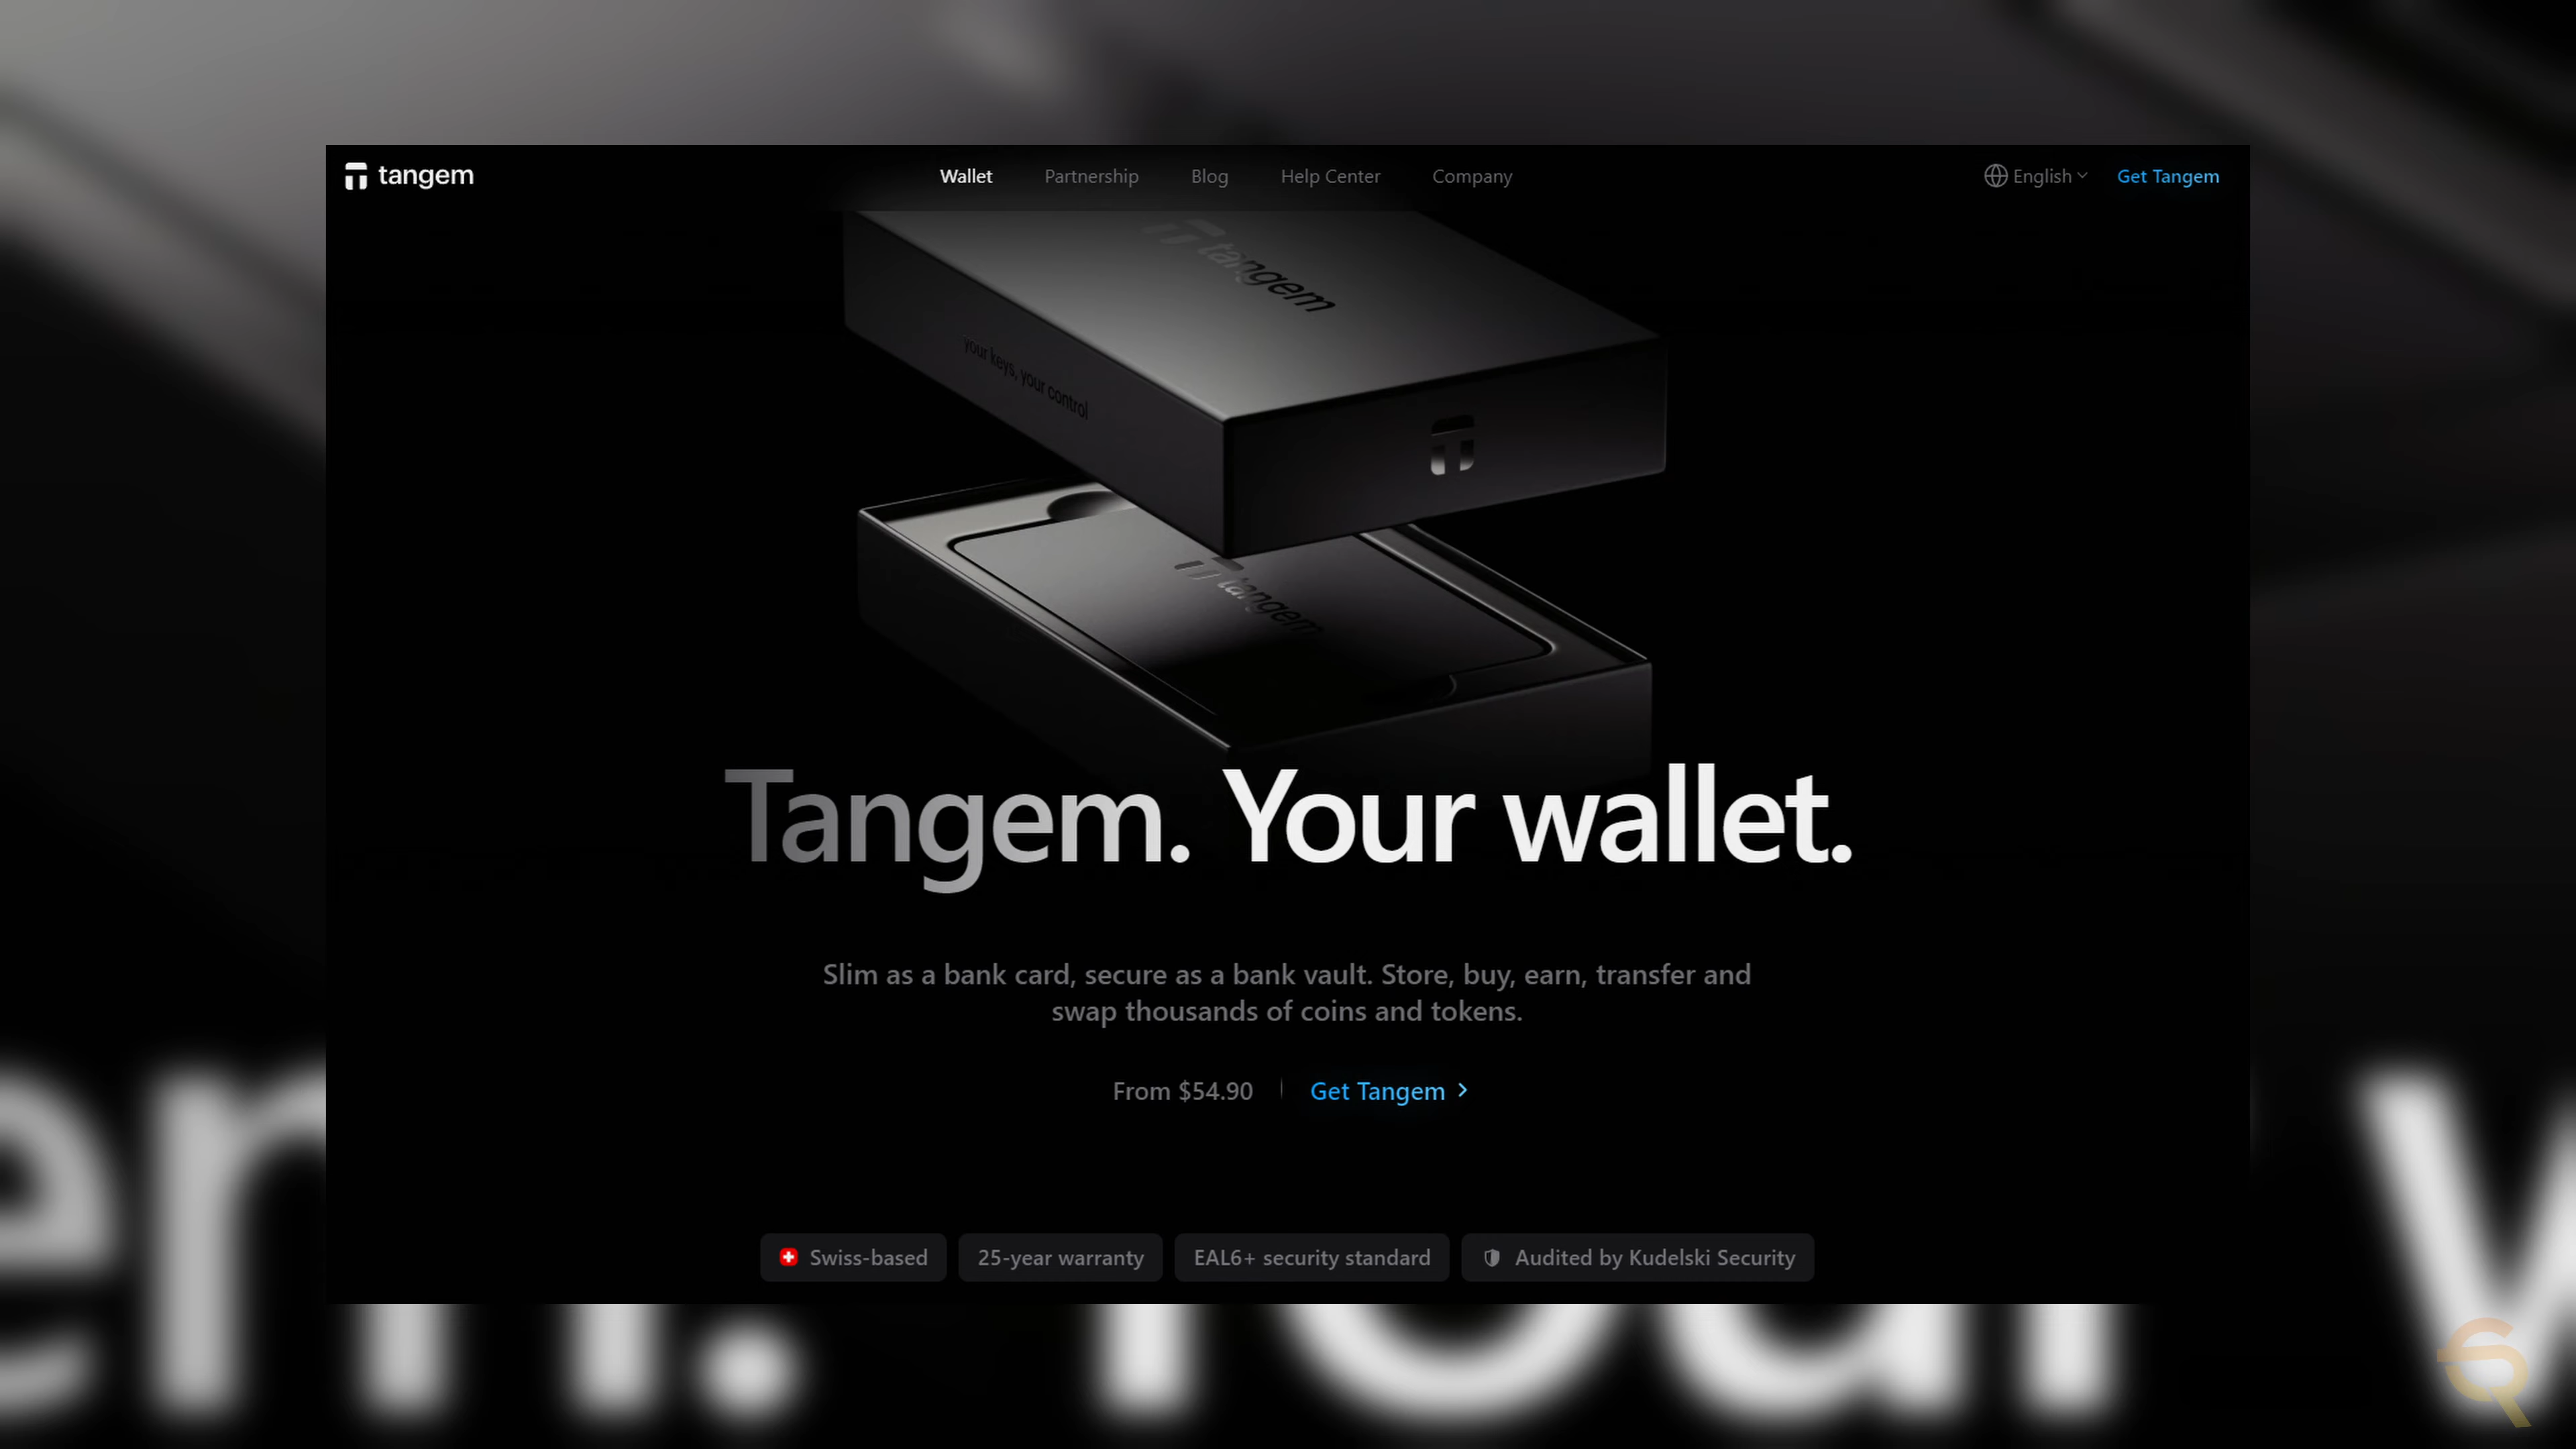 tangem
Wallet
Partnership
Blog
Help Center
Company
English
Get Tangem
tangem
your keys, your control
tangem
Tangem. Your wallet.
Slim as a bank card, secure as a bank vault. Store, buy, earn, transfer and
swap thousands of coins and tokens.
From $54.90
Get Tangem
Swiss-based
25-year warranty
EAL6+ security standard
Audited by Kudelski Security